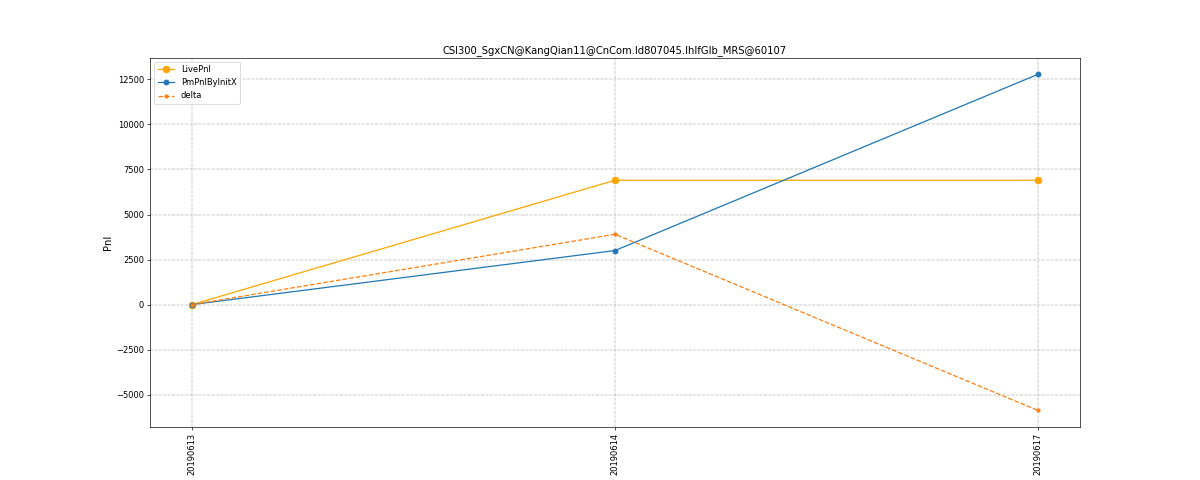 CSI300_SgxCN@KangQian11@CnCom.Id807045.IhIfGlb_MRS@60107
LivePnl
PmPnlByInitX
delta
12500
10000
7500
5000
2500
0
−2500
−5000
Pnl
20190613
20190614
20190617